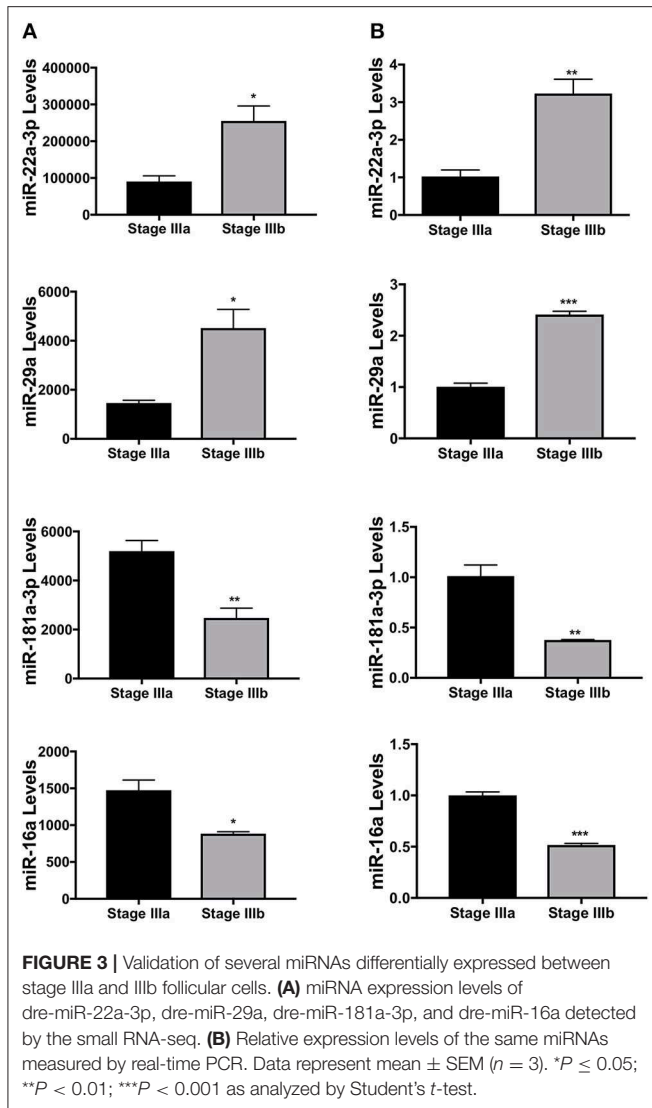 A
B
400000
300000
200000
100000
0
miR-22a-3p Levels
*
Stage IIIa Stage IIIb
4
3
2
1
0
miR-22a-3p Levels
**
Stage IIIa Stage IIIb
6000
4000
2000
0
miR-29a Levels
*
Stage IIIa Stage IIIb
3
2
1
0
miR-29a Levels
***
Stage IIIa Stage IIIb
6000
4000
2000
0
miR-181a-3p Levels
**
Stage IIIa Stage IIIb
1.5
1.0
0.5
0.0
miR-181a-3p Levels
**
Stage IIIa Stage IIIb
2000
1500
1000
500
0
miR-16a Levels
*
Stage IIIa Stage IIIb
1.5
1.0
0.5
0.0
miR-16a Levels
***
Stage IIIa Stage IIIb
FIGURE 3 | Validation of several miRNAs differentially expressed between
stage IIIa and IIIb follicular cells. (A) miRNA expression levels of
dre-miR-22a-3p, dre-miR-29a, dre-miR-181a-3p, and dre-miR-16a detected
by the small RNA-seq. (B) Relative expression levels of the same miRNAs
measured by real-time PCR. Data represent mean ± SEM (n = 3). *P ≤ 0.05;
**P < 0.01; ***P < 0.001 as analyzed by Student's t-test.